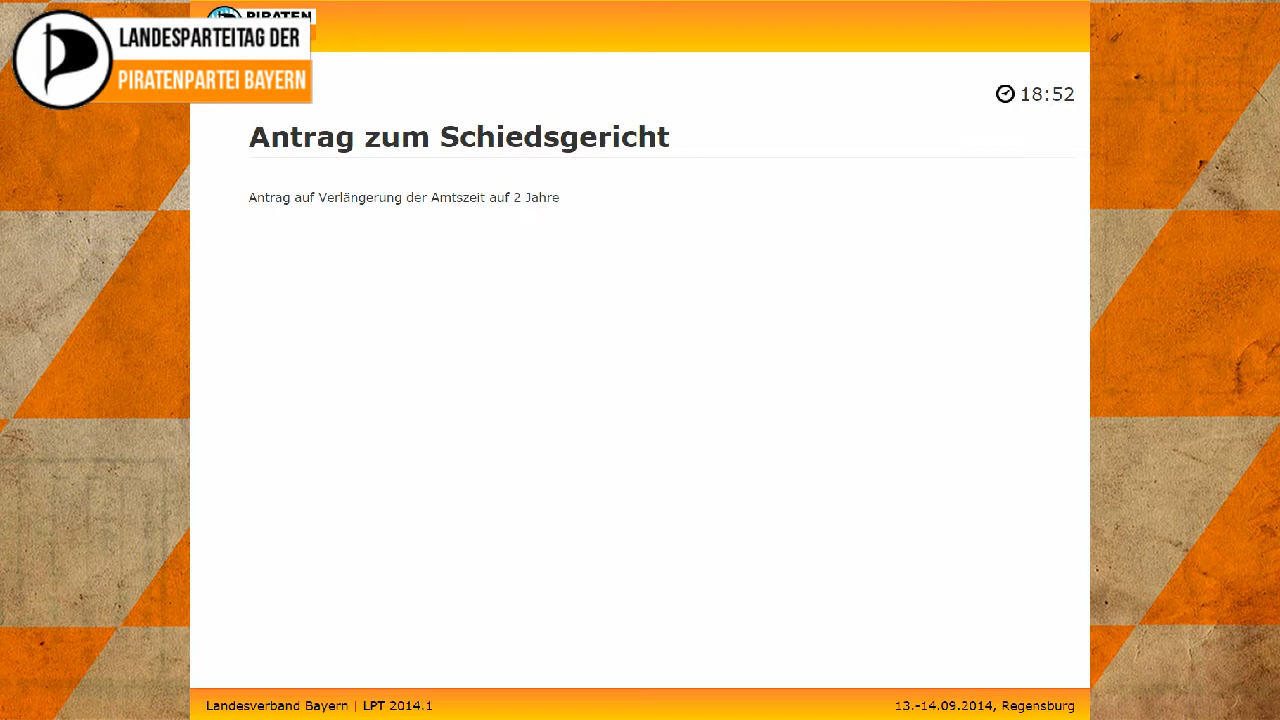 PIRATEN
LANDESPARTEITAG DER
PIRATENPARTEI BAYERN
18:52
Antrag zum Schiedsgericht
Antrag auf Verlängerung der Amtszeit auf 2 Jahre
Landesverband Bayern | LPT 2014.1
13.-14.09.2014, Regensburg